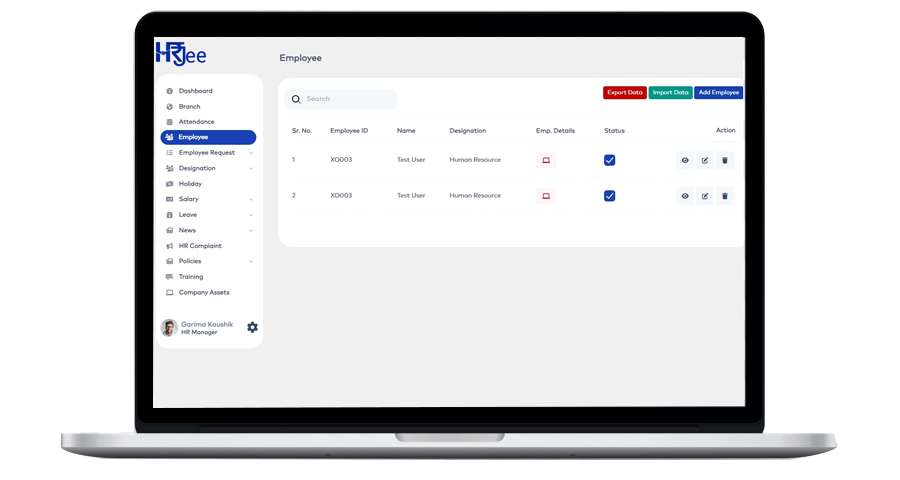 HRJee
Employee
Dashboard
Branch
Attendance
Employee
Employee Request
Designation
Holiday
Salary
Leave
News
HR Complaint
Policies
Training
Company Assets
Garima Kaushik
HR Manager
Search
Export Data Import Data Add Employee
Sr. No. Employee ID Name Designation Emp. Details Status Action
1 XO003 Test User Human Resource
2 XO003 Test User Human Resource